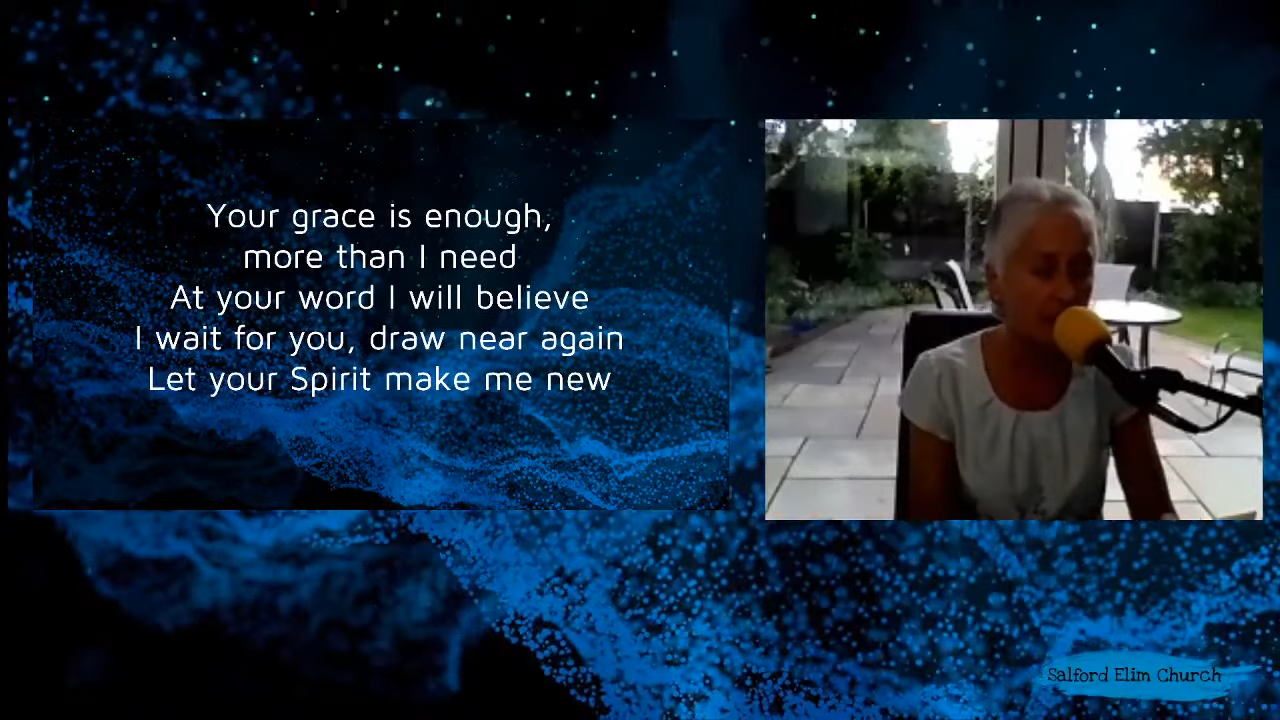 Your grace is enough,
more than I need
At your word I will believe
I wait for you, draw near again
Let your Spirit make me new
Salford Elim Church